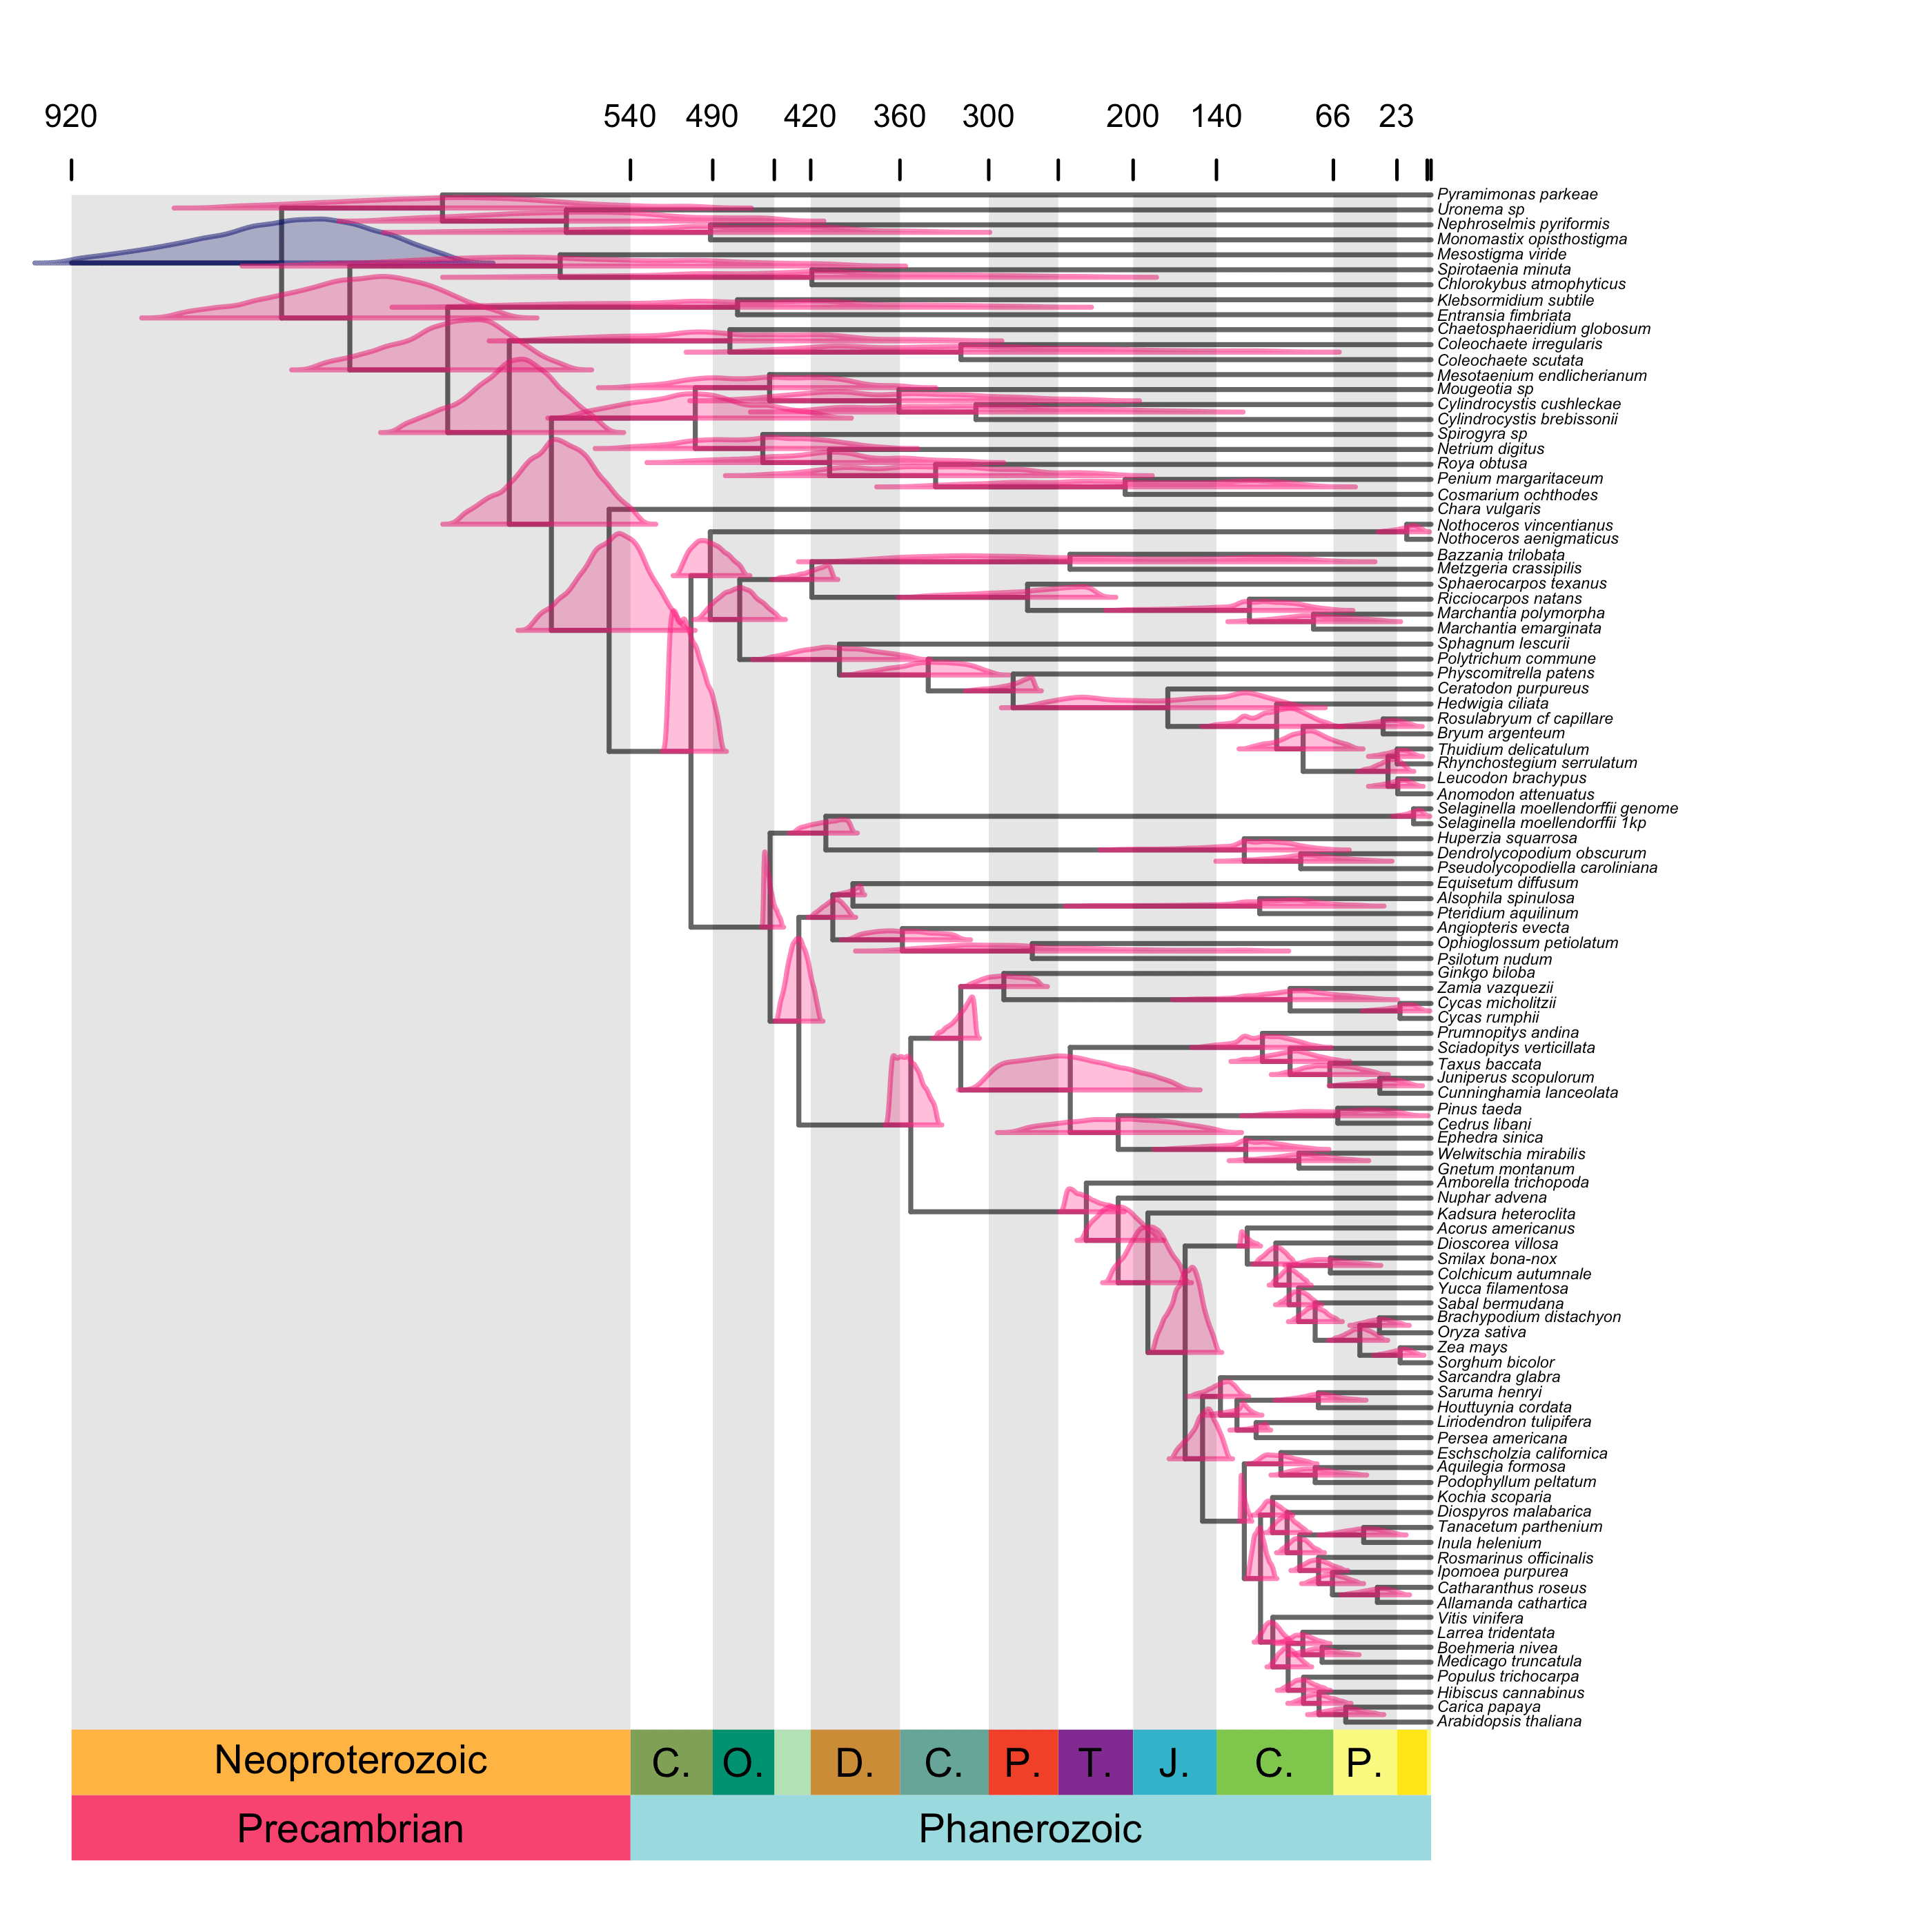 920 540 490 420 360 300 200 140 66 23
Pyramimonas parkeae
Uronema sp
Nephroselmis pyriformis
Monomastix opisthostigma
Mesostigma viride
Spirotaenia minuta
Chlorokybus atmophyticus
Klebsormidium subtile
Entransia fimbriata
Chaetosphaeridium globosum
Coleochaete irregularis
Coleochaete scutata
Mesotaenium endlicherianum
Mougeotia sp
Cylindrocystis cushleckae
Cylindrocystis brebissonii
Spirogyra sp
Netrium digitus
Roya obtusa
Penium margaritaceum
Cosmarium ochthodes
Chara vulgaris
Nothoceros vincentianus
Nothoceros aenigmaticus
Bazzania trilobata
Metzgeria crassipilis
Sphaerocarpos texanus
Ricciocarpos natans
Marchantia polymorpha
Marchantia emarginata
Sphagnum lescurii
Polytrichum commune
Physcomitrella patens
Ceratodon purpureus
Hedwigia ciliata
Rosulabryum cf capillare
Bryum argenteum
Thuidium delicatulum
Rhynchostegium serrulatum
Leucodon brachypus
Anomodon attenuatus
Selaginella moellendorffii genome
Selaginella moellendorffii 1kp
Huperzia squarrosa
Dendrolycopodium obscurum
Pseudolycopodiella caroliniana
Equisetum diffusum
Alsophila spinulosa
Pteridium aquilinum
Angiopteris evecta
Ophioglossum petiolatum
Psilotum nudum
Ginkgo biloba
Zamia vazquezii
Cycas micholitzii
Cycas rumphii
Prumnopitys andina
Sciadopitys verticillata
Taxus baccata
Juniperus scopulorum
Cunninghamia lanceolata
Pinus taeda
Cedrus libani
Ephedra sinica
Welwitschia mirabilis
Gnetum montanum
Amborella trichopoda
Nuphar advena
Kadsura heteroclita
Acorus americanus
Dioscorea villosa
Smilax bona-nox
Colchicum autumnale
Yucca filamentosa
Sabal bermudana
Brachypodium distachyon
Oryza sativa
Zea mays
Sorghum bicolor
Sarcandra glabra
Saruma henryi
Houttuynia cordata
Liriodendron tulipifera
Persea americana
Eschscholzia californica
Aquilegia formosa
Podophyllum peltatum
Kochia scoparia
Diospyros malabarica
Tanacetum parthenium
Inula helenium
Rosmarinus officinalis
Ipomoea purpurea
Catharanthus roseus
Allamanda cathartica
Vitis vinifera
Larrea tridentata
Boehmeria nivea
Medicago truncatula
Populus trichocarpa
Hibiscus cannabinus
Carica papaya
Arabidopsis thaliana
Neoproterozoic C. O. D. C. P. T. J. C. P.
Precambrian Phanerozoic